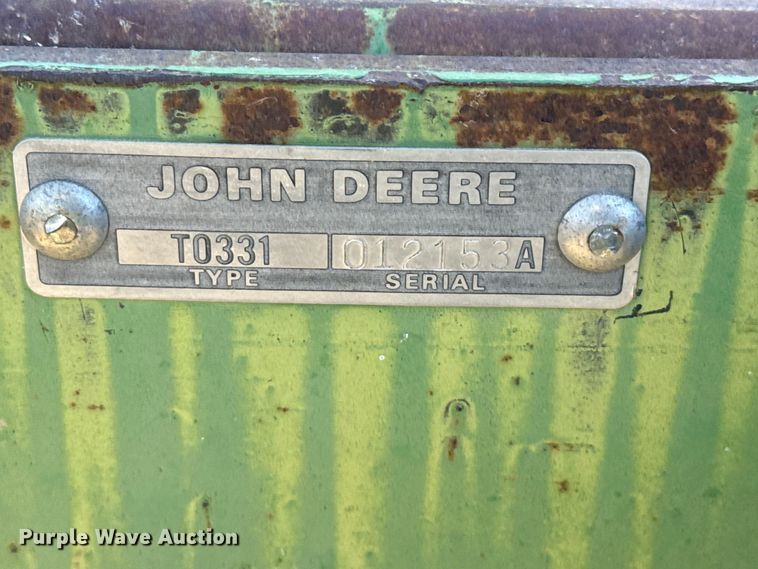 JOHN DEERE
T0331 012153A
TYPE SERIAL
Purple Wave Auction®